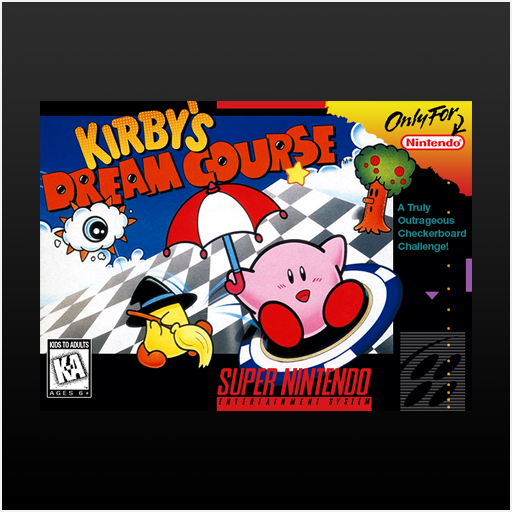 KIRBY'S
DREAM COURSE
Only For
Nintendo®
A Truly
Outrageous
Checkerboard
Challenge!
KIDS TO ADULTS
K-A
AGES 6+
SUPER NINTENDO
ENTERTAINMENT SYSTEM